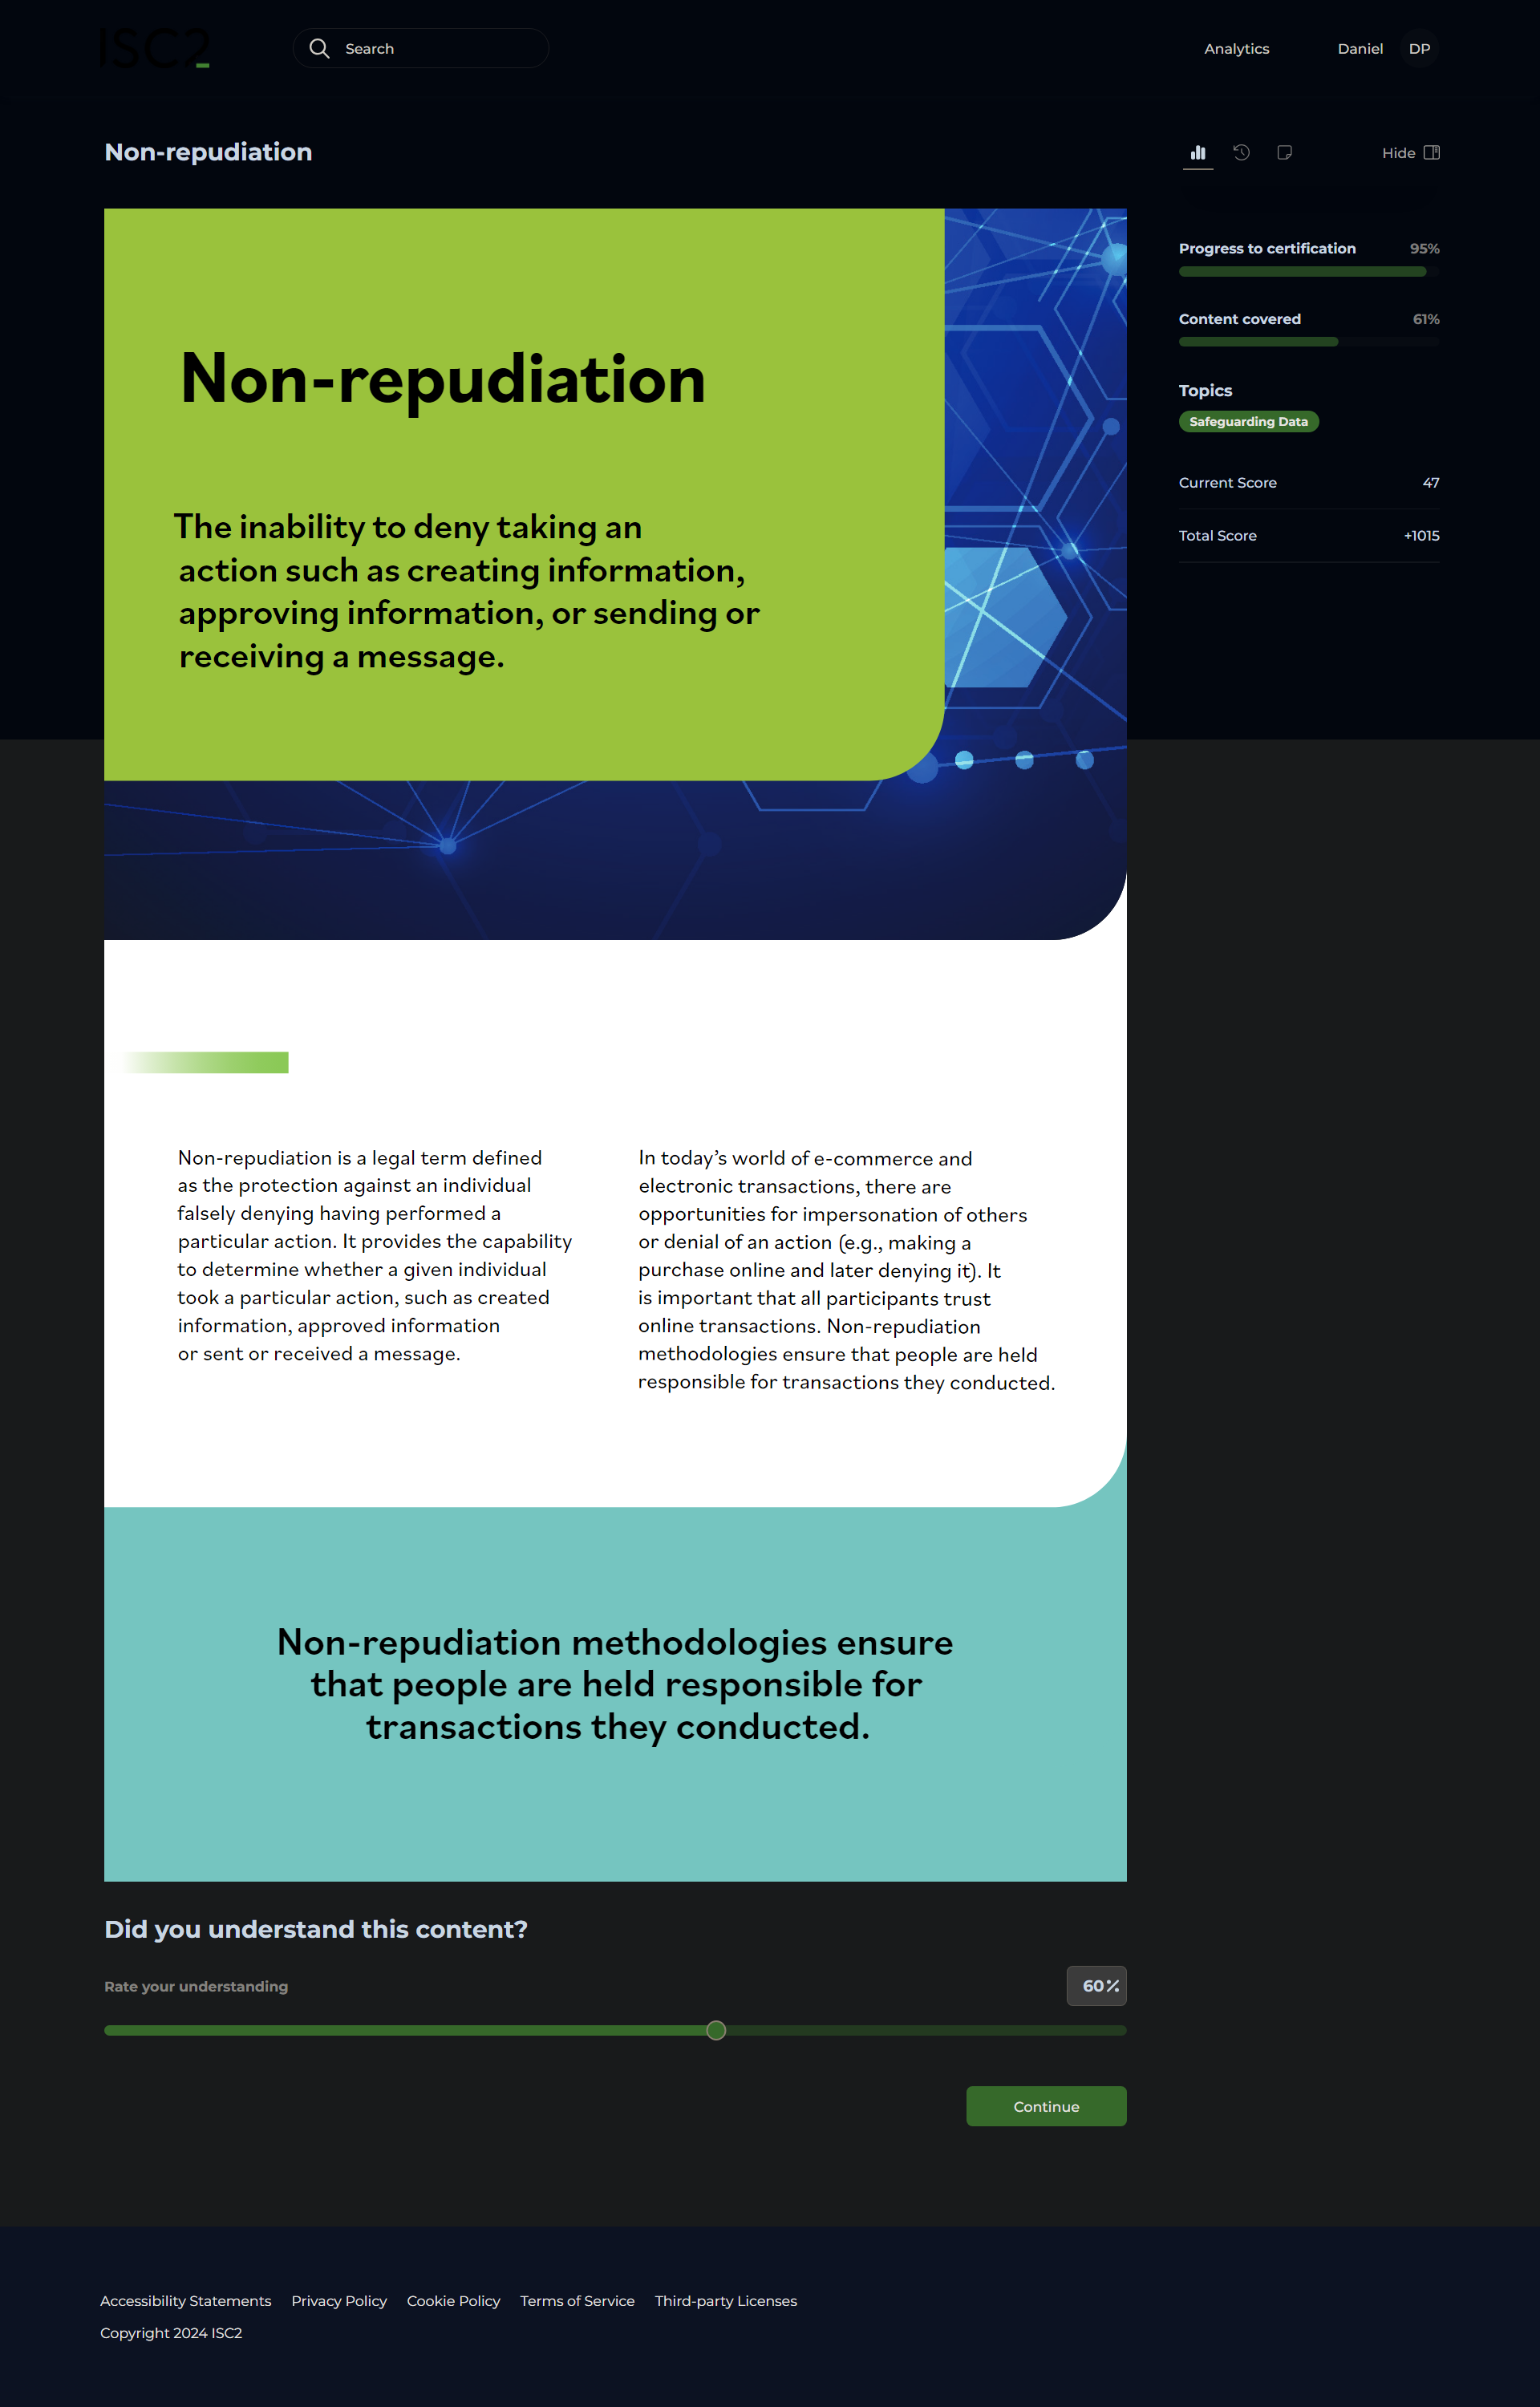 ISC2
Search
Analytics
Daniel
DP
Non-repudiation
Hide
Progress to certification 95%
Content covered 61%
Topics
Safeguarding Data
Current Score 47
Total Score +1015
Non-repudiation
The inability to deny taking an
action such as creating information,
approving information, or sending or
receiving a message.
Non-repudiation is a legal term defined
as the protection against an individual
falsely denying having performed a
particular action. It provides the capability
to determine whether a given individual
took a particular action, such as created
information, approved information
or sent or received a message.
In today’s world of e-commerce and
electronic transactions, there are
opportunities for impersonation of others
or denial of an action (e.g., making a
purchase online and later denying it). It
is important that all participants trust
online transactions. Non-repudiation
methodologies ensure that people are held
responsible for transactions they conducted.
Non-repudiation methodologies ensure
that people are held responsible for
transactions they conducted.
Did you understand this content?
Rate your understanding
60%
Continue
Accessibility Statements Privacy Policy Cookie Policy Terms of Service Third-party Licenses
Copyright 2024 ISC2